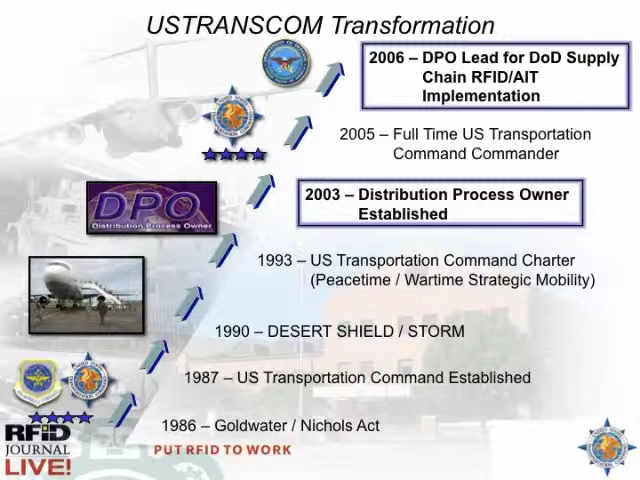 USTRANSCOM Transformation
2006 – DPO Lead for DoD Supply
Chain RFID/AIT
Implementation
2005 – Full Time US Transportation
Command Commander
2003 – Distribution Process Owner
Established
DPO
Distribution Process Owner
1993 – US Transportation Command Charter
(Peacetime / Wartime Strategic Mobility)
1990 – DESERT SHIELD / STORM
1987 – US Transportation Command Established
1986 – Goldwater / Nichols Act
RFiD
JOURNAL
LIVE!
PUT RFID TO WORK